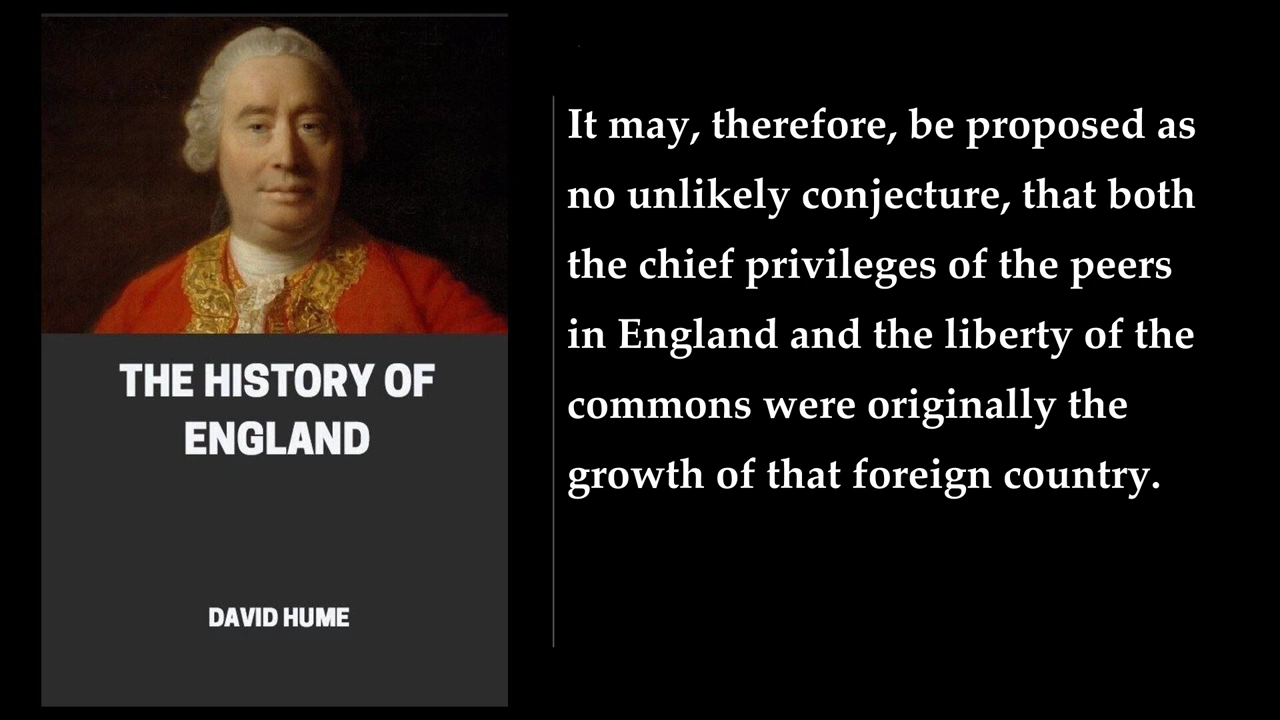 THE HISTORY OF
ENGLAND
DAVID HUME
It may, therefore, be proposed as
no unlikely conjecture, that both
the chief privileges of the peers
in England and the liberty of the
commons were originally the
growth of that foreign country.